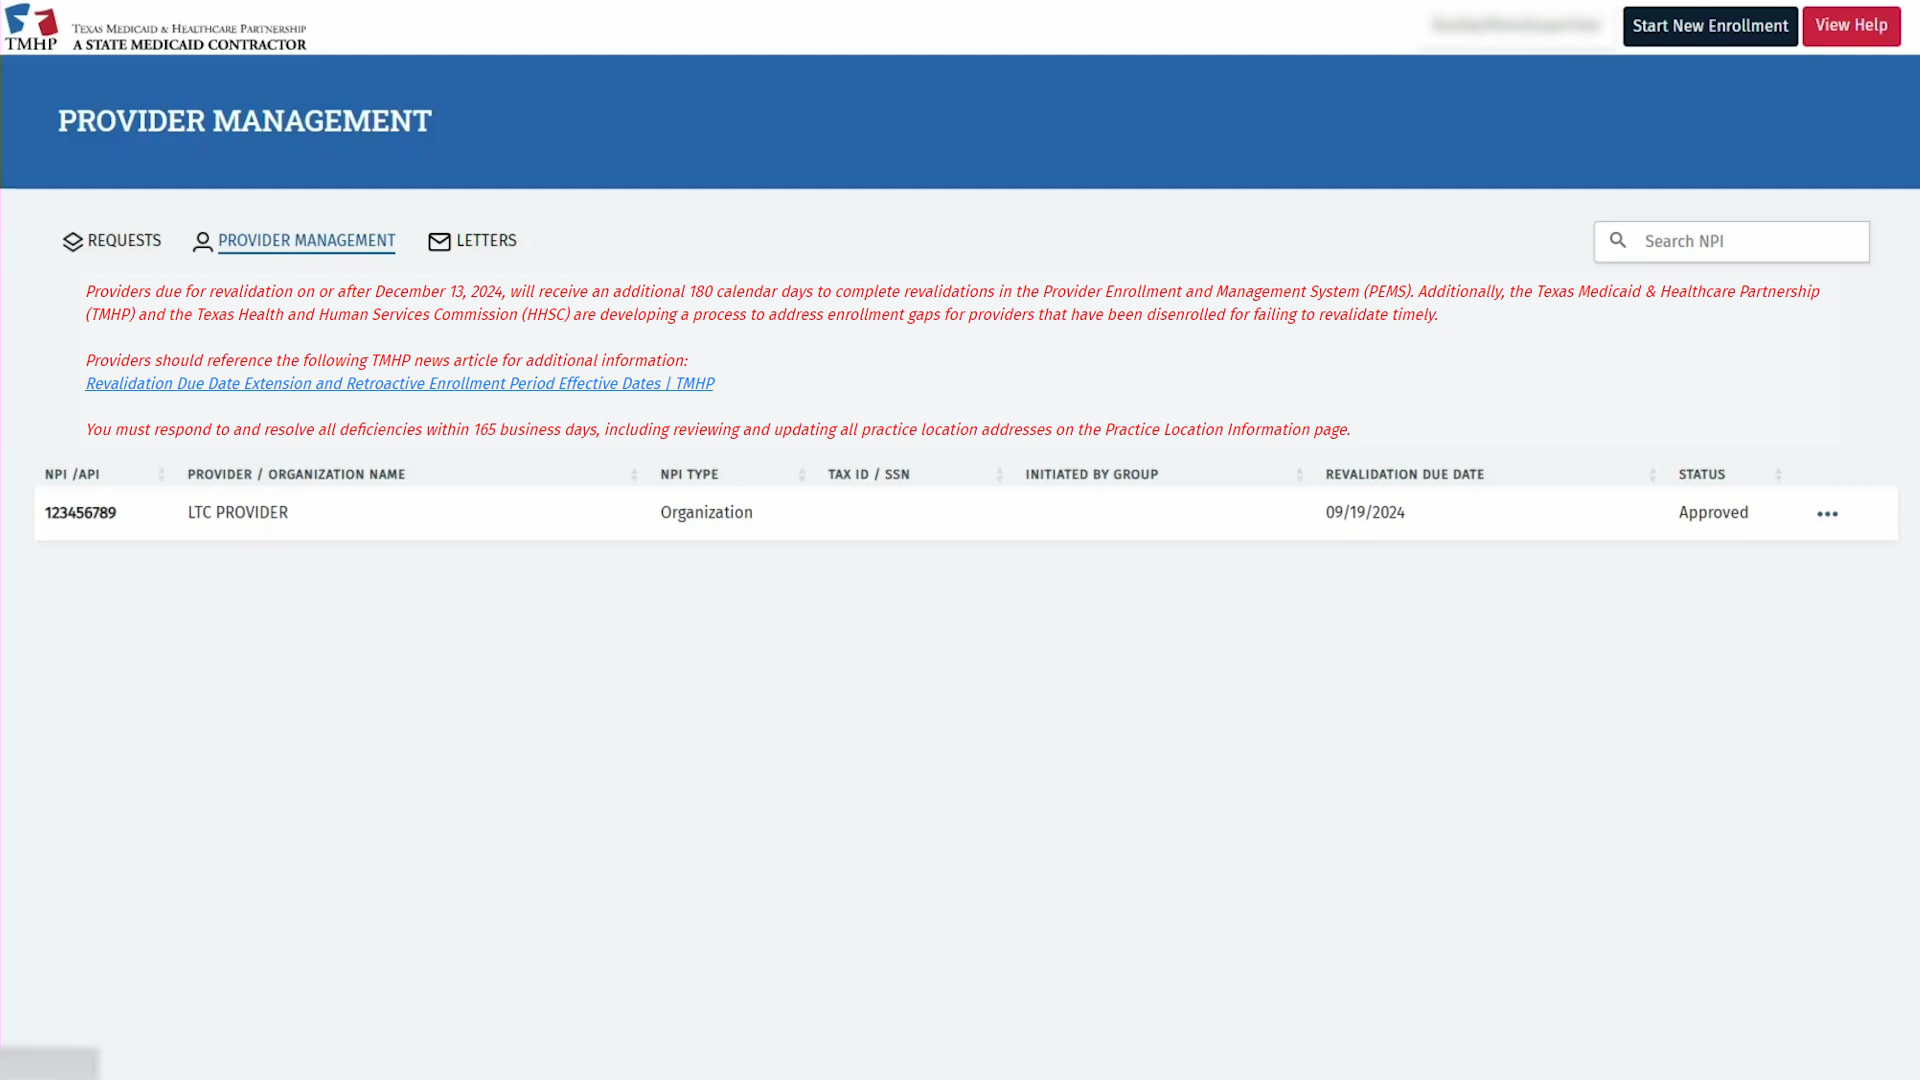 TMHP
TEXAS MEDICAID & HEALTHCARE PARTNERSHIP
A STATE MEDICAID CONTRACTOR
Start New Enrollment
View Help
PROVIDER MANAGEMENT
REQUESTS
PROVIDER MANAGEMENT
LETTERS
Search NPI
Providers due for revalidation on or after December 13, 2024, will receive an additional 180 calendar days to complete revalidations in the Provider Enrollment and Management System (PEMS). Additionally, the Texas Medicaid & Healthcare Partnership
(TMHP) and the Texas Health and Human Services Commission (HHSC) are developing a process to address enrollment gaps for providers that have been disenrolled for failing to revalidate timely.
Providers should reference the following TMHP news article for additional information:
Revalidation Due Date Extension and Retroactive Enrollment Period Effective Dates | TMHP
You must respond to and resolve all deficiencies within 165 business days, including reviewing and updating all practice location addresses on the Practice Location Information page.
NPI /API PROVIDER / ORGANIZATION NAME NPI TYPE TAX ID / SSN INITIATED BY GROUP REVALIDATION DUE DATE STATUS
123456789 LTC PROVIDER Organization 09/19/2024 Approved